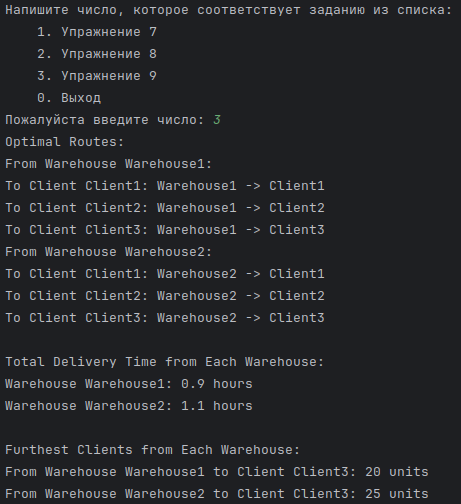 Напишите число, которое соответствует заданию из списка:
1. Упражнение 7
2. Упражнение 8
3. Упражнение 9
0. Выход
Пожалуйста введите число: 3
Optimal Routes:
From Warehouse Warehouse1:
To Client Client1: Warehouse1 -> Client1
To Client Client2: Warehouse1 -> Client2
To Client Client3: Warehouse1 -> Client3
From Warehouse Warehouse2:
To Client Client1: Warehouse2 -> Client1
To Client Client2: Warehouse2 -> Client2
To Client Client3: Warehouse2 -> Client3
Total Delivery Time from Each Warehouse:
Warehouse Warehouse1: 0.9 hours
Warehouse Warehouse2: 1.1 hours
Furthest Clients from Each Warehouse:
From Warehouse Warehouse1 to Client Client3: 20 units
From Warehouse Warehouse2 to Client Client3: 25 units